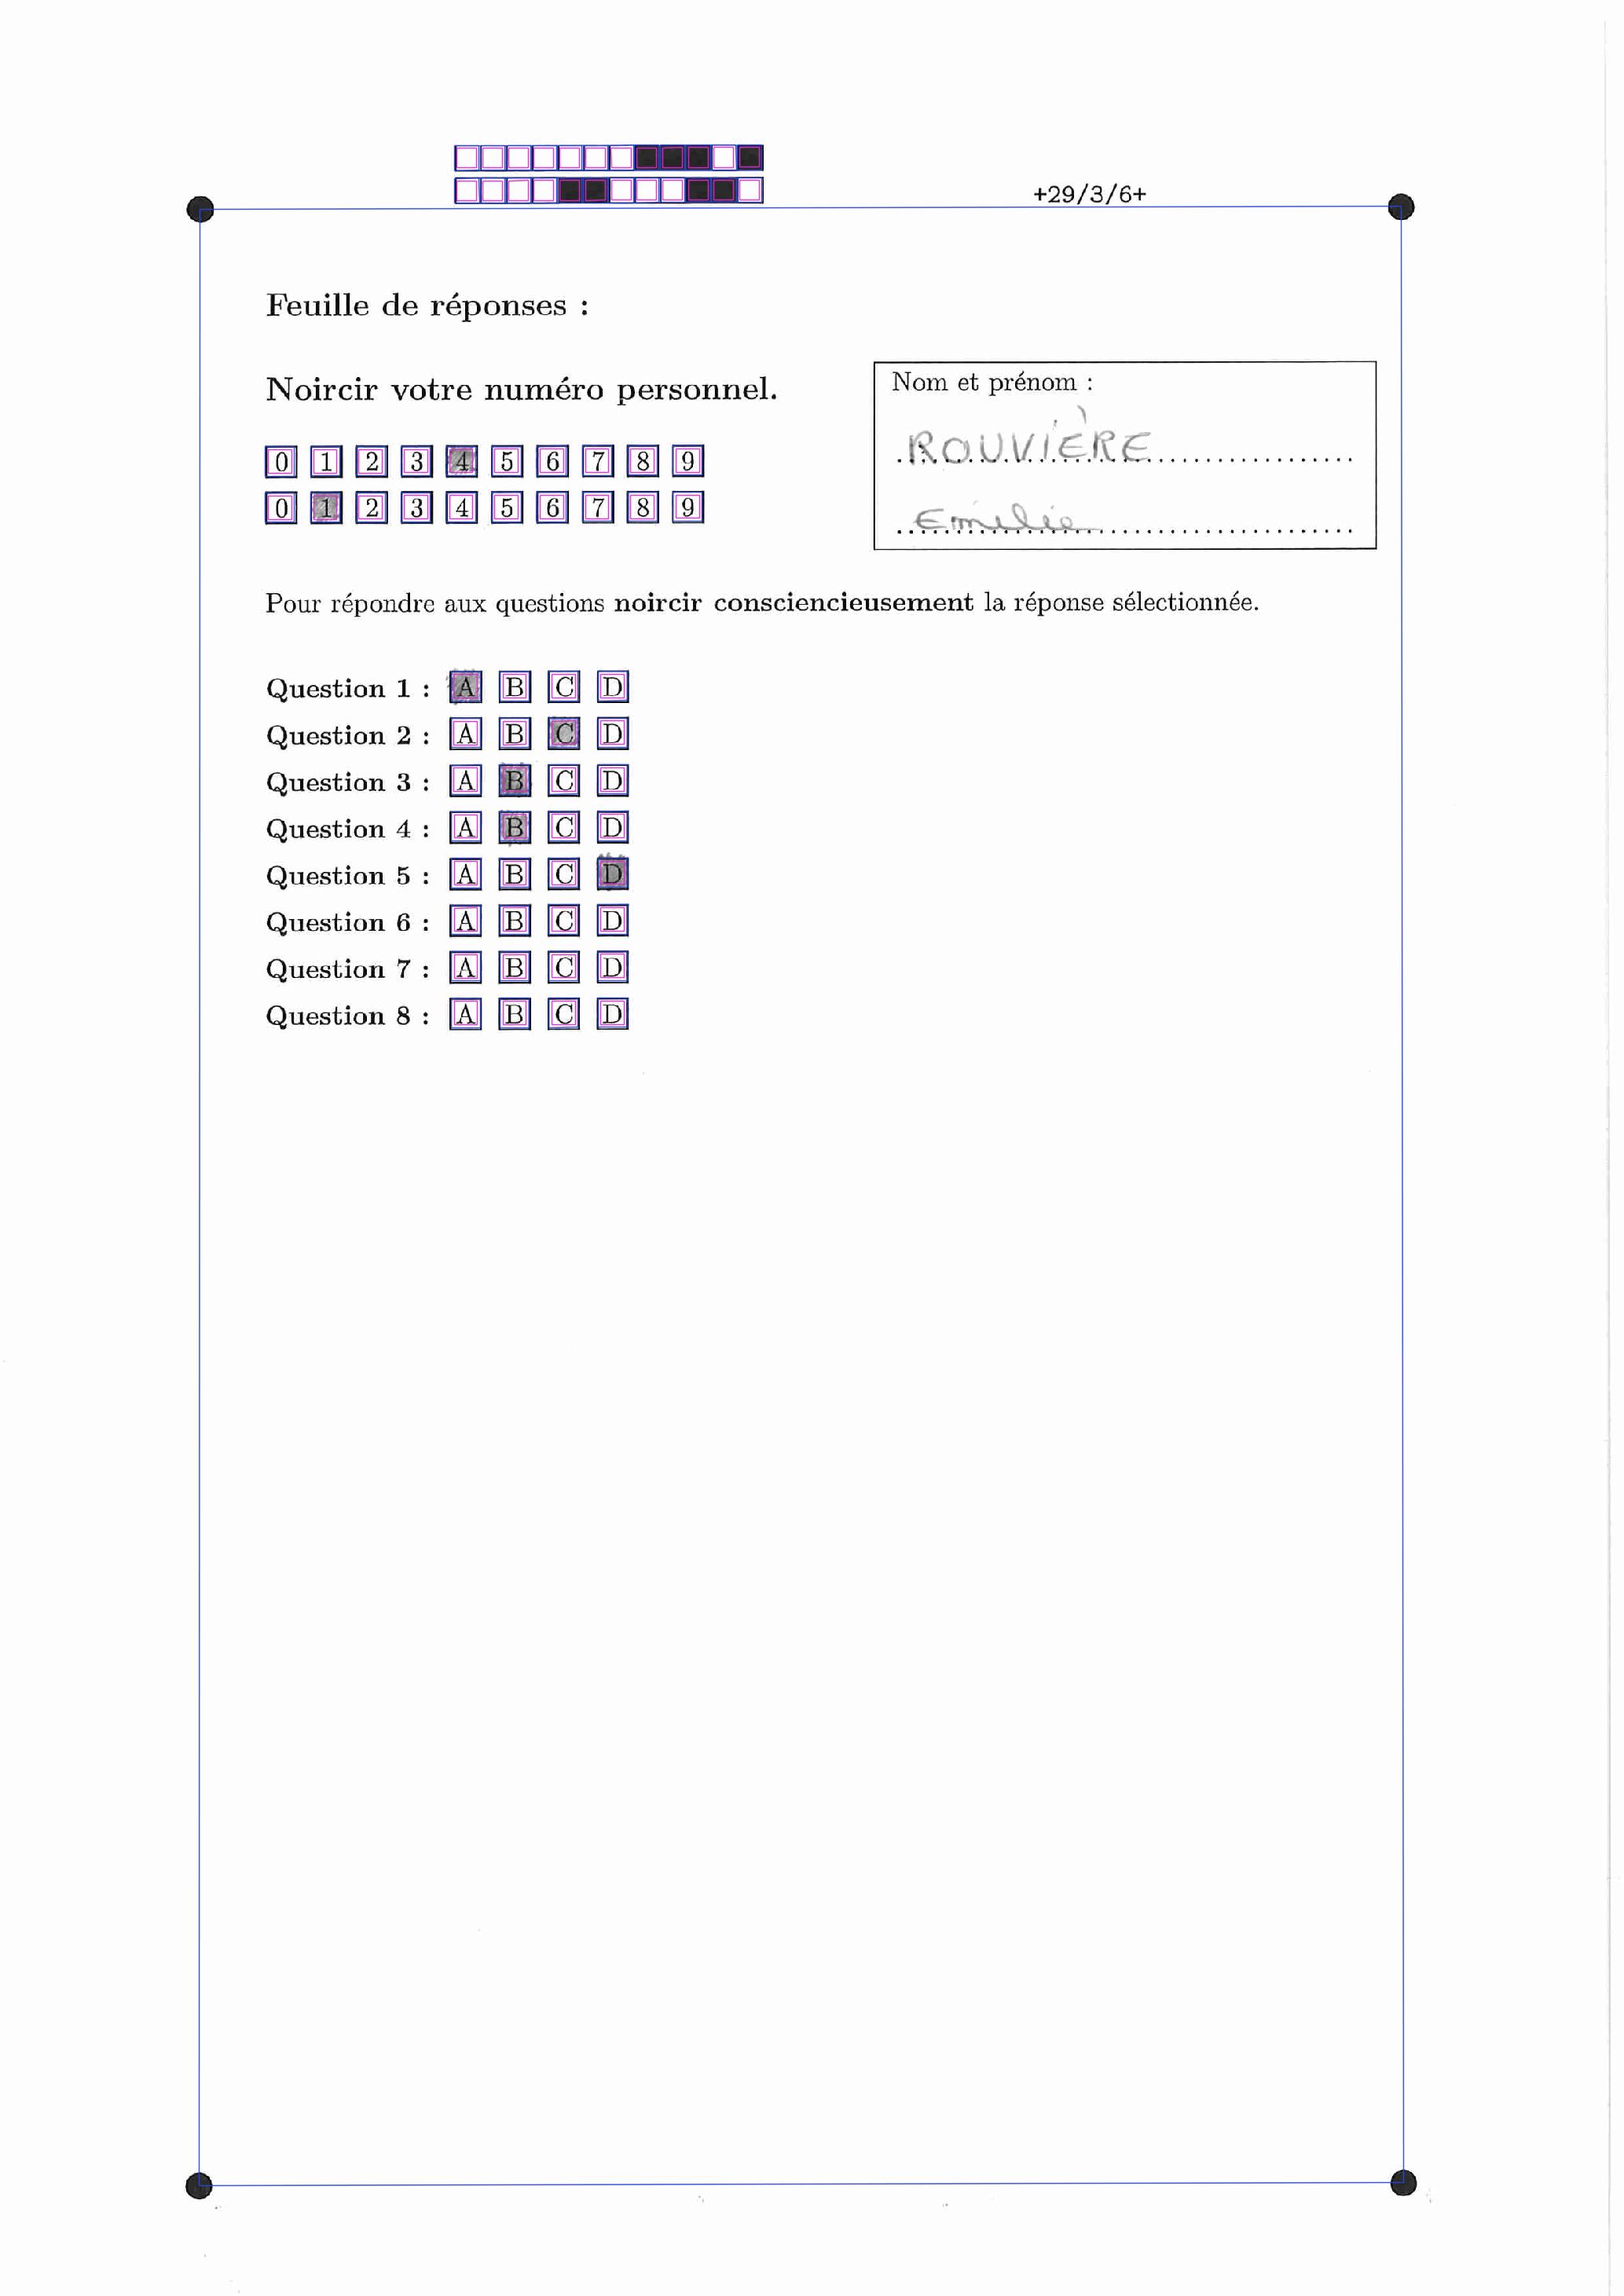 +29/3/6+
Feuille de réponses :
Noircir votre numéro personnel.
0 1 2 3 4 5 6 7 8 9
0 1 2 3 4 5 6 7 8 9
Nom et prénom :
ROUVIÈRE
Emilie
Pour répondre aux questions noircir consciencieusement la réponse sélectionnée.
Question 1 : A B C D
Question 2 : A B C D
Question 3 : A B C D
Question 4 : A B C D
Question 5 : A B C D
Question 6 : A B C D
Question 7 : A B C D
Question 8 : A B C D